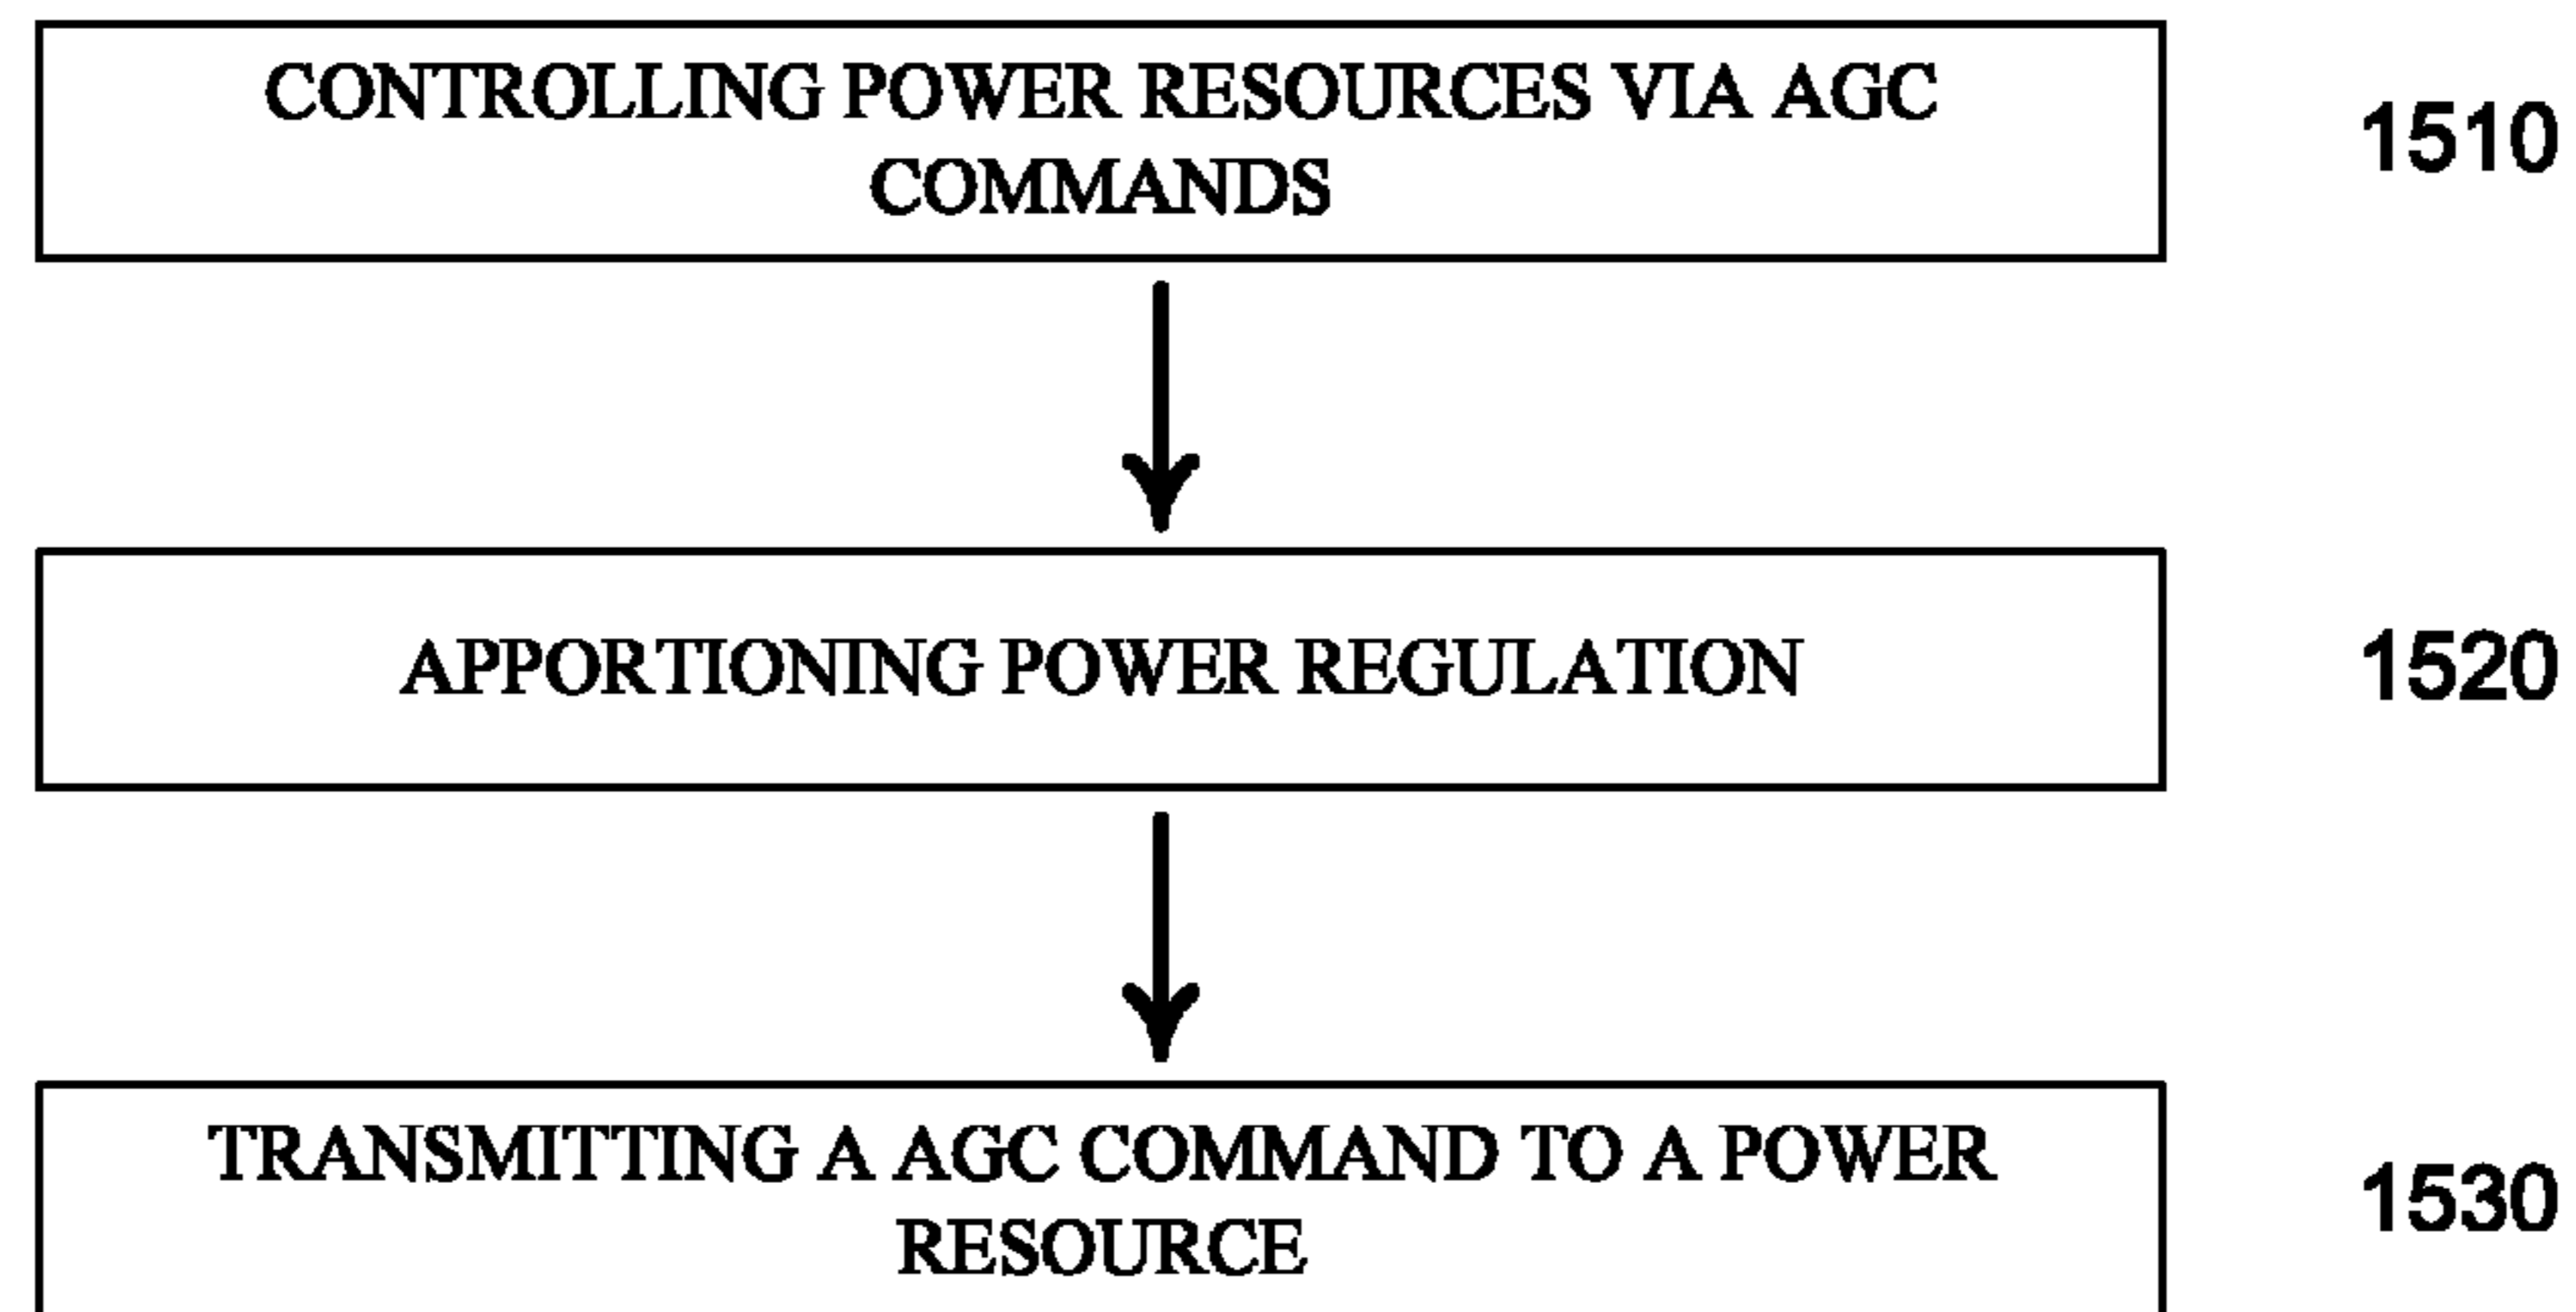 CONTROLLING POWER RESOURCES VIA AGC
COMMANDS
1510
APPORTIONING POWER REGULATION
1520
TRANSMITTING A AGC COMMAND TO A POWER
RESOURCE
1530